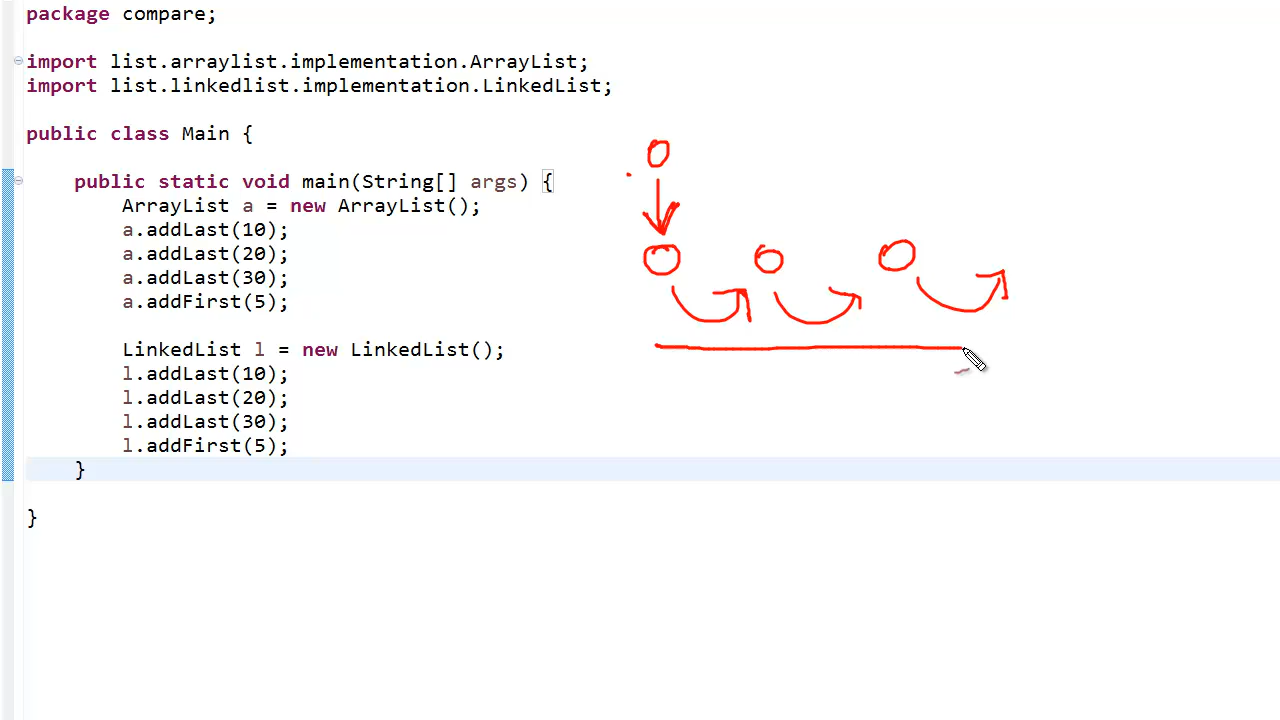 package compare;
import list.arraylist.implementation.ArrayList;
import list.linkedlist.implementation.LinkedList;
public class Main {
public static void main(String[] args) {
ArrayList a = new ArrayList();
a.addLast(10);
a.addLast(20);
a.addLast(30);
a.addFirst(5);
LinkedList l = new LinkedList();
l.addLast(10);
l.addLast(20);
l.addLast(30);
l.addFirst(5);
}
}